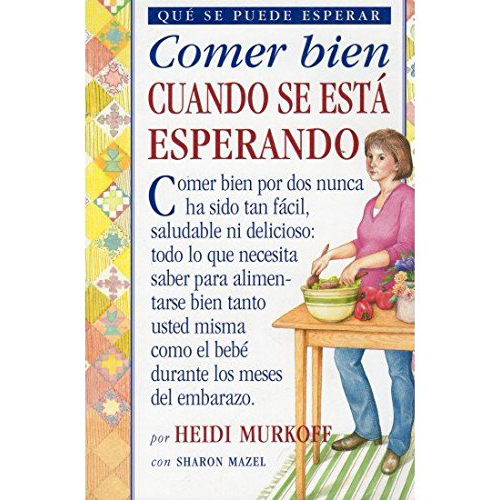 QUÉ SE PUEDE ESPERAR
Comer bien
CUANDO SE ESTÁ
ESPERANDO
Comer bien por dos nunca
ha sido tan fácil,
saludable ni delicioso:
todo lo que necesita
saber para alimen-
tarse bien tanto
usted misma
como el bebé
durante los meses
del embarazo.
por HEIDI MURKOFF
con SHARON MAZEL